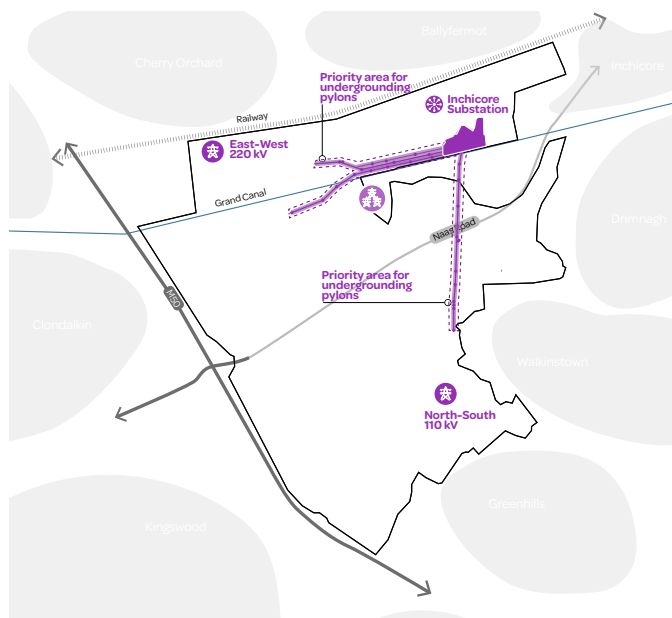 Ballyfermot
Cherry Orchard
Inchicore
Priority area for
undergrounding
pylons
Inchicore
Substation
Railway
East-West
220 kV
Grand Canal
Drimnagh
Naas Road
Priority area for
undergrounding
pylons
M50
Clondalkin
Walkinstown
North-South
110 kV
Greenhills
Kingswood